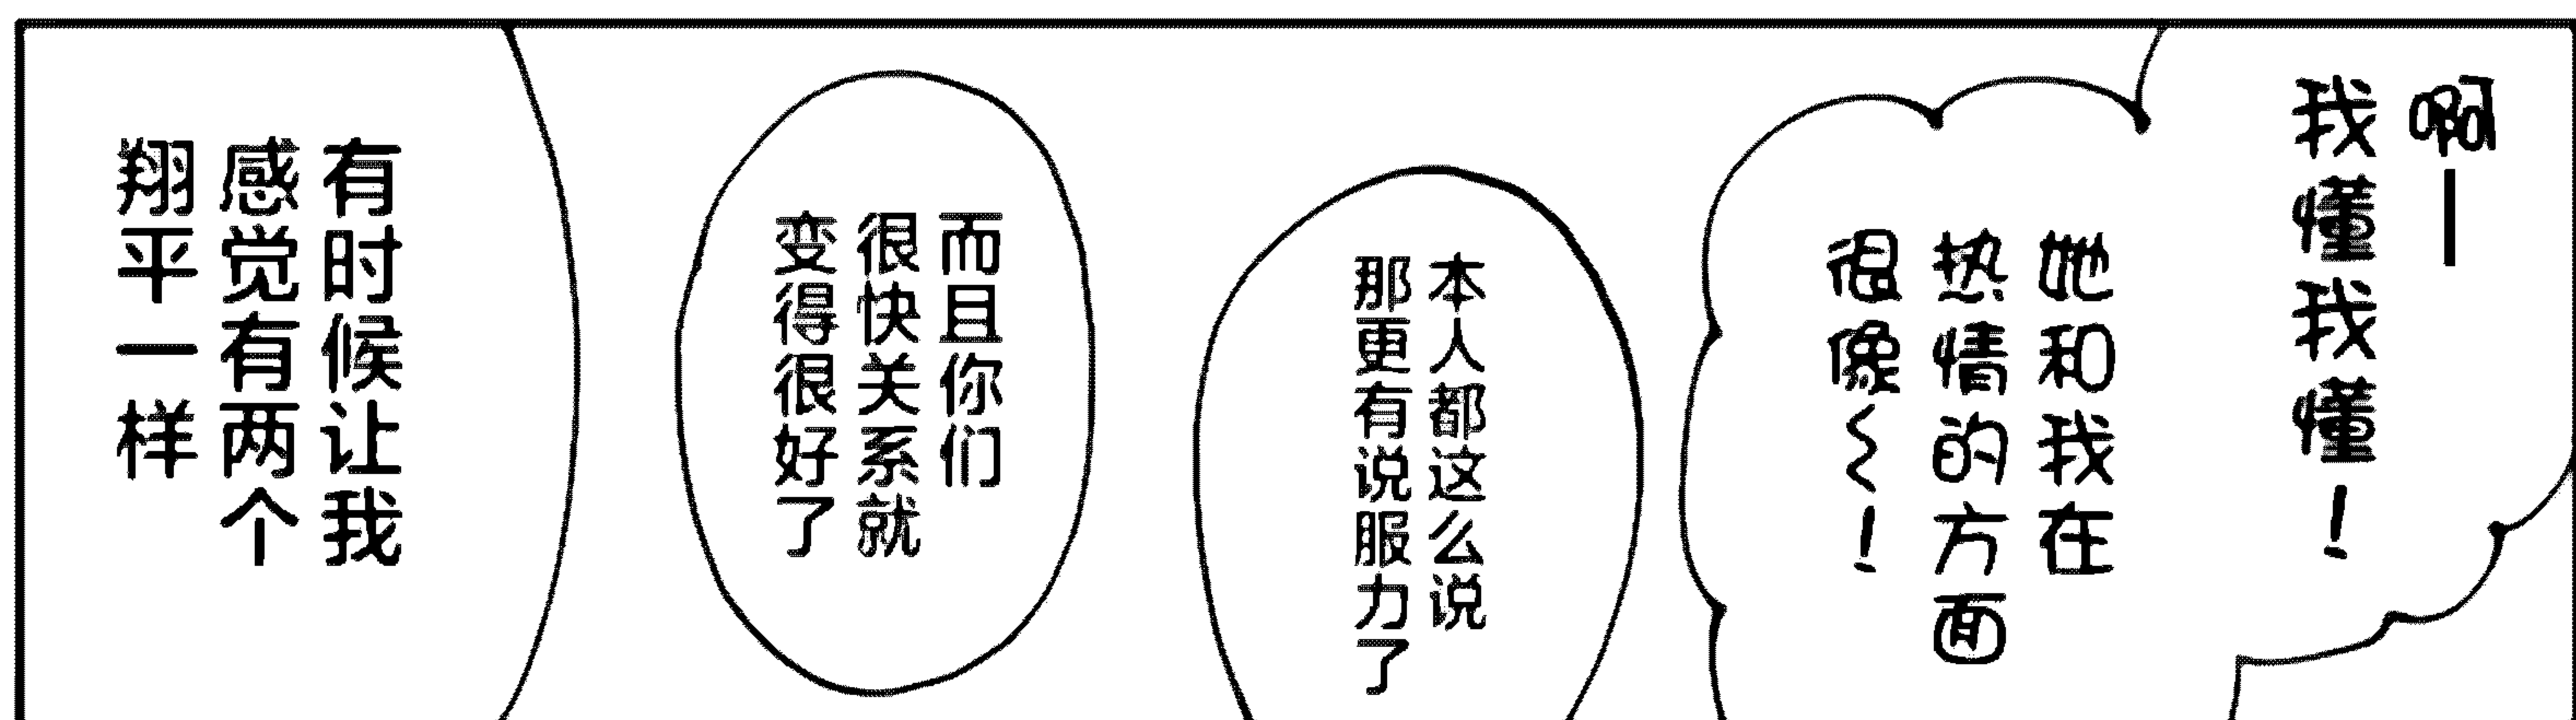 啊—
我懂我懂！
她和我在
热情的方面
很像～！
本人都这么说
那更有说服力了
而且你们
很快关系就
变得很好了
有时候让我
感觉有两个
翔平一样